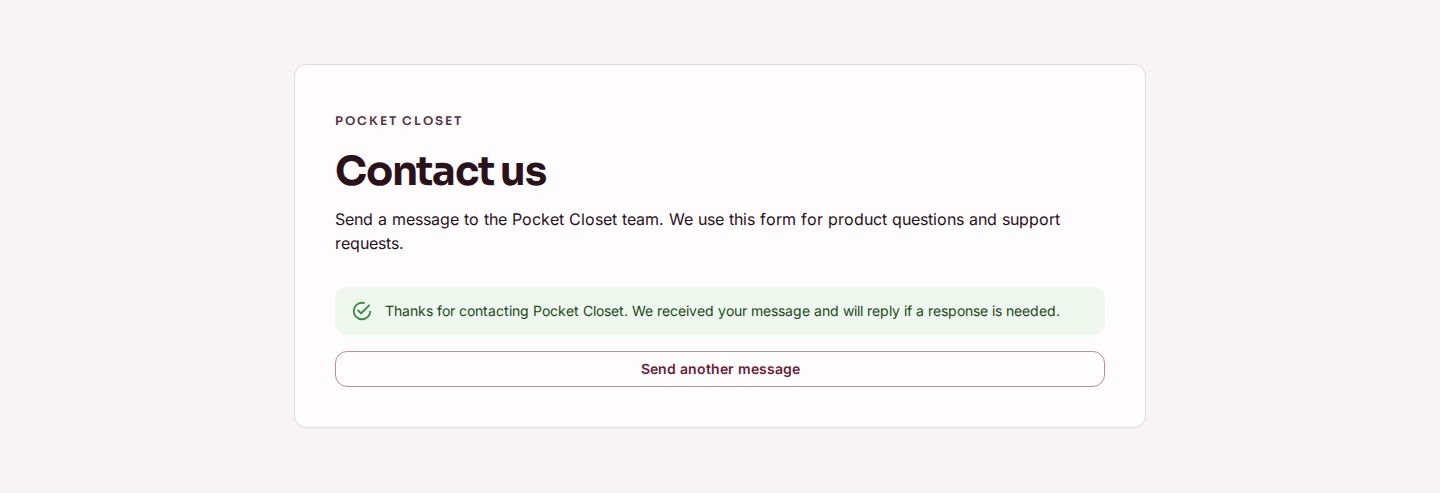 POCKET CLOSET
Contact us
Send a message to the Pocket Closet team. We use this form for product questions and support
requests.
Thanks for contacting Pocket Closet. We received your message and will reply if a response is needed.
Send another message